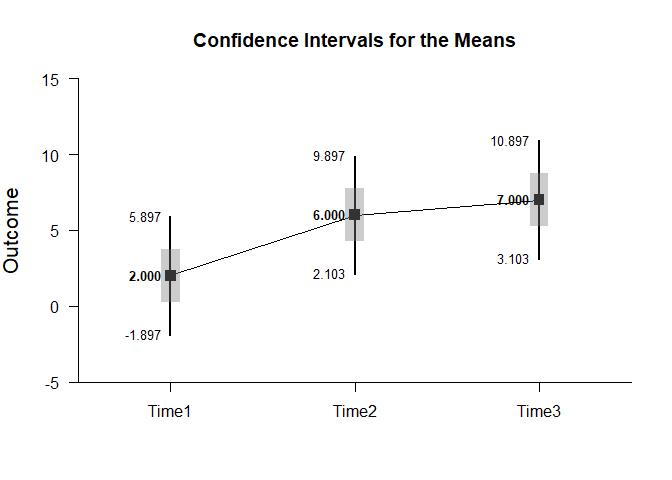 Confidence Intervals for the Means
15
10.897
10
9.897
7.000
5.897
6.000
5
Outcome
3.103
2.000
2.103
0
-1.897
-5
Time1
Time2
Time3